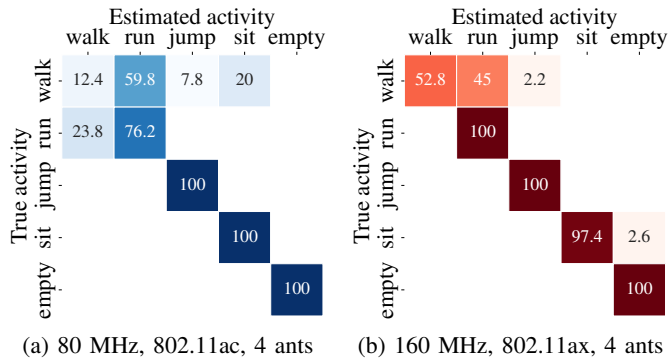 Estimated activity
walk run jump sit empty
True activity
walk 12.4 59.8 7.8 20
run 23.8 76.2
jump 100
sit 100
empty 100
(a) 80 MHz, 802.11ac, 4 ants
Estimated activity
walk run jump sit empty
True activity
walk 52.8 45 2.2
run 100
jump 100
sit 97.4 2.6
empty 100
(b) 160 MHz, 802.11ax, 4 ants